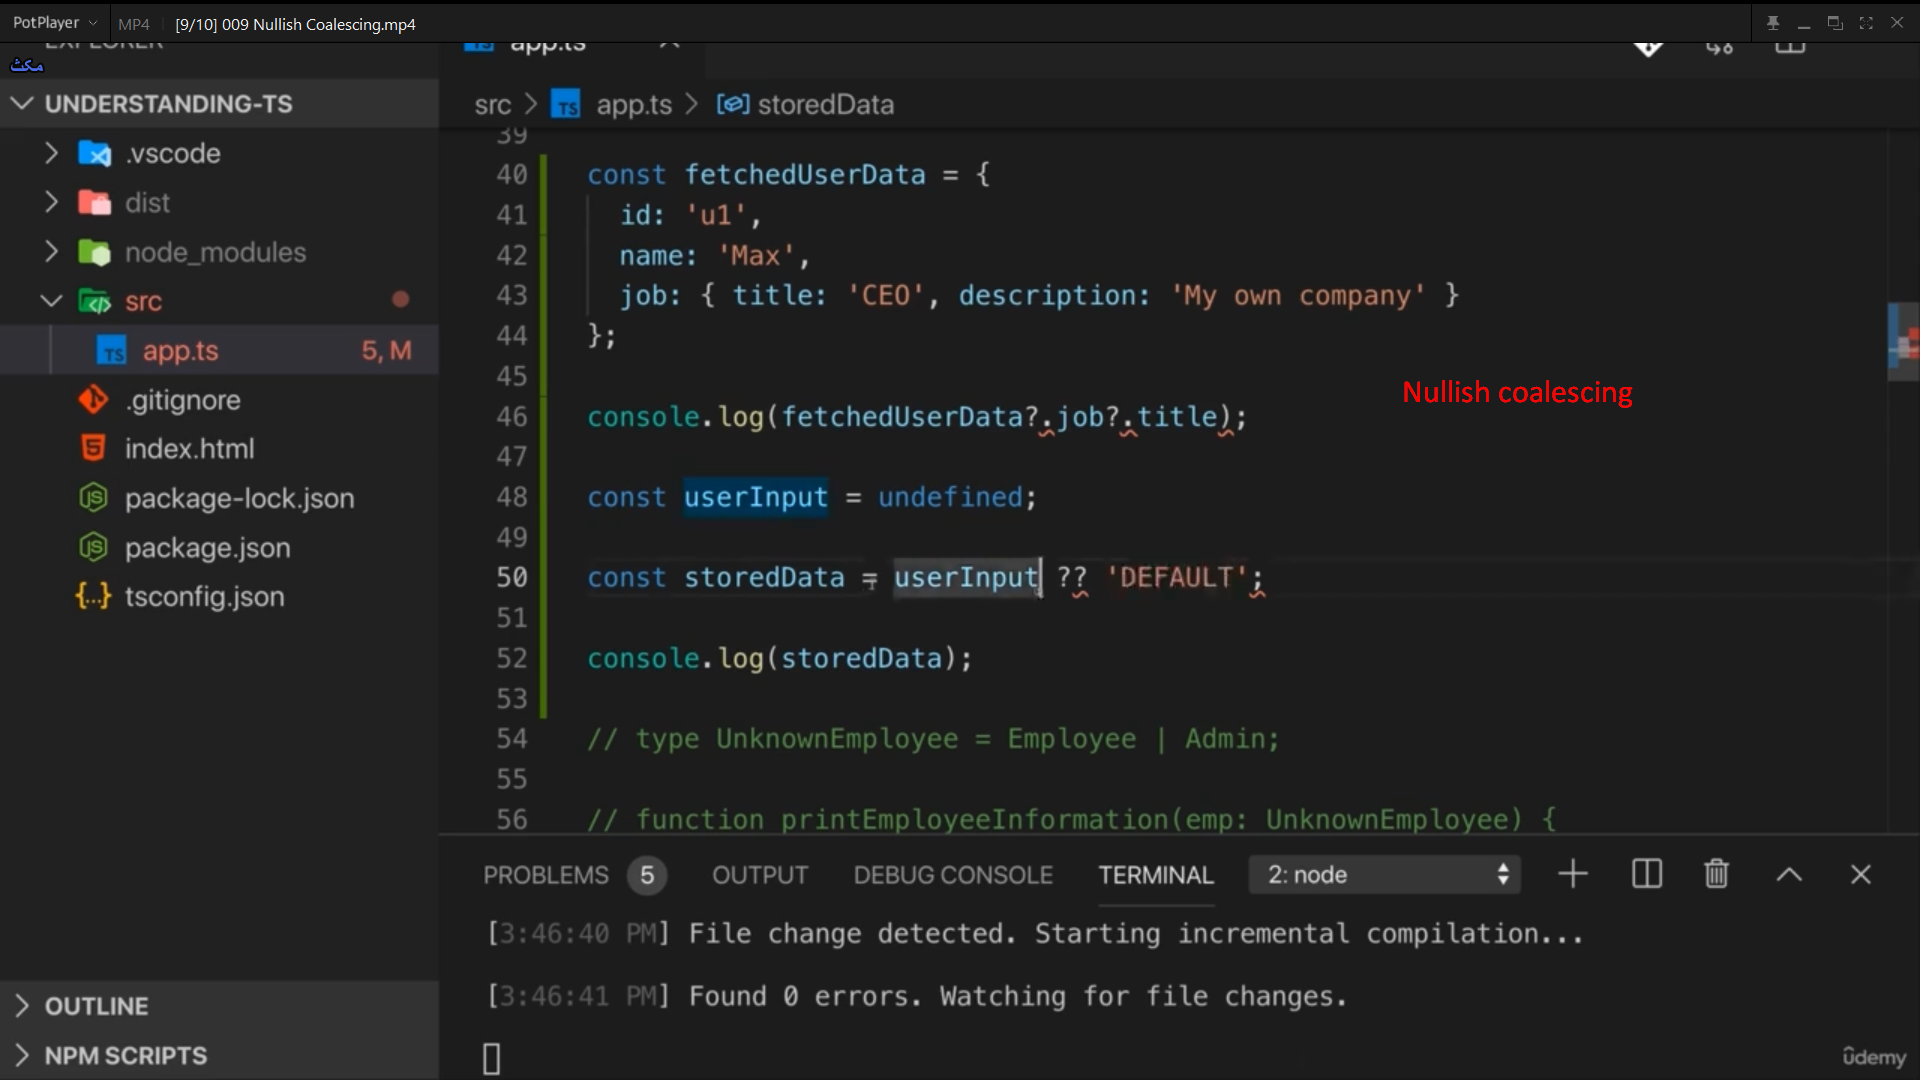 PotPlayer MP4 [9/10] 009 Nullish Coalescing.mp4
EXPLORER
مکث
UNDERSTANDING-TS
.vscode
dist
node_modules
src
TS app.ts 5, M
.gitignore
index.html
package-lock.json
package.json
tsconfig.json
OUTLINE
NPM SCRIPTS
TS app.ts
src > TS app.ts > storedData
39
40 const fetchedUserData = {
41 id: 'u1',
42 name: 'Max',
43 job: { title: 'CEO', description: 'My own company' }
44 };
45
46 console.log(fetchedUserData?.job?.title);
47
48 const userInput = undefined;
49
50 const storedData = userInput ?? 'DEFAULT';
51
52 console.log(storedData);
53
54 // type UnknownEmployee = Employee | Admin;
55
56 // function printEmployeeInformation(emp: UnknownEmployee) {
Nullish coalescing
PROBLEMS 5 OUTPUT DEBUG CONSOLE TERMINAL 2: node
[3:46:40 PM] File change detected. Starting incremental compilation...
[3:46:41 PM] Found 0 errors. Watching for file changes.
ûdemy